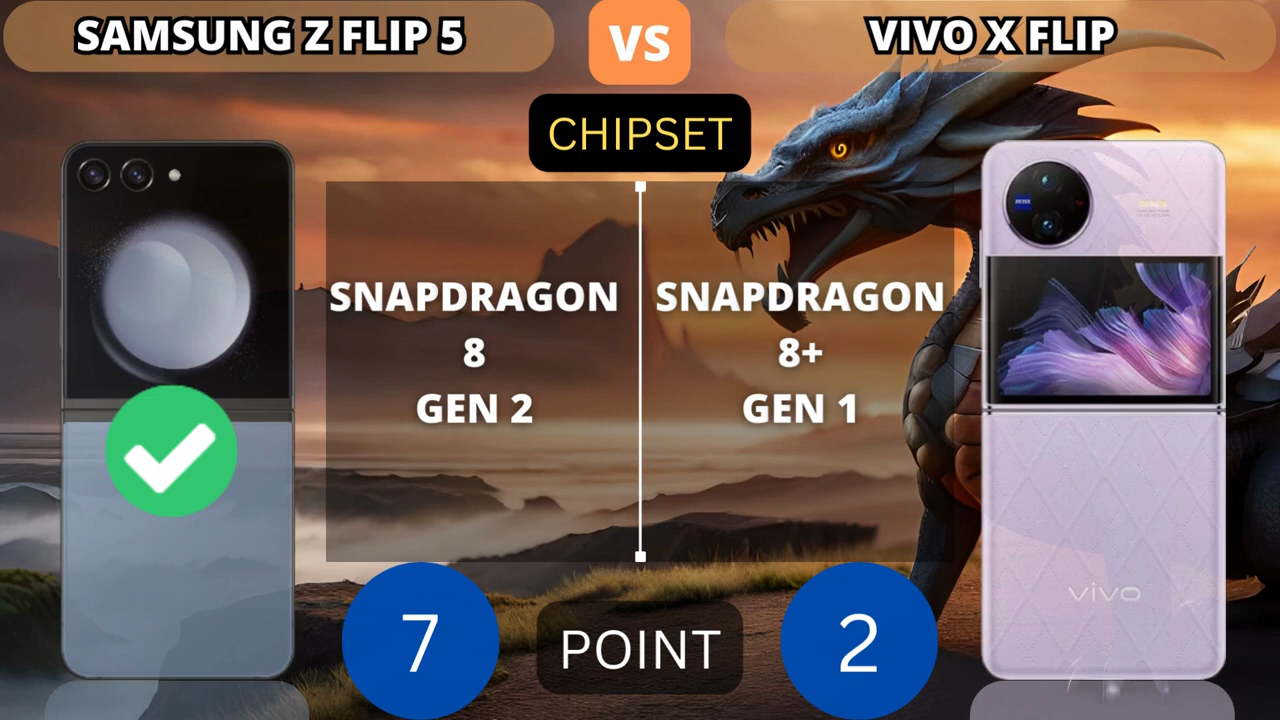 SAMSUNG Z FLIP 5
VS
VIVO X FLIP
CHIPSET
SNAPDRAGON
8
GEN 2
SNAPDRAGON
8+
GEN 1
ZEISS
vivo
7
POINT
2